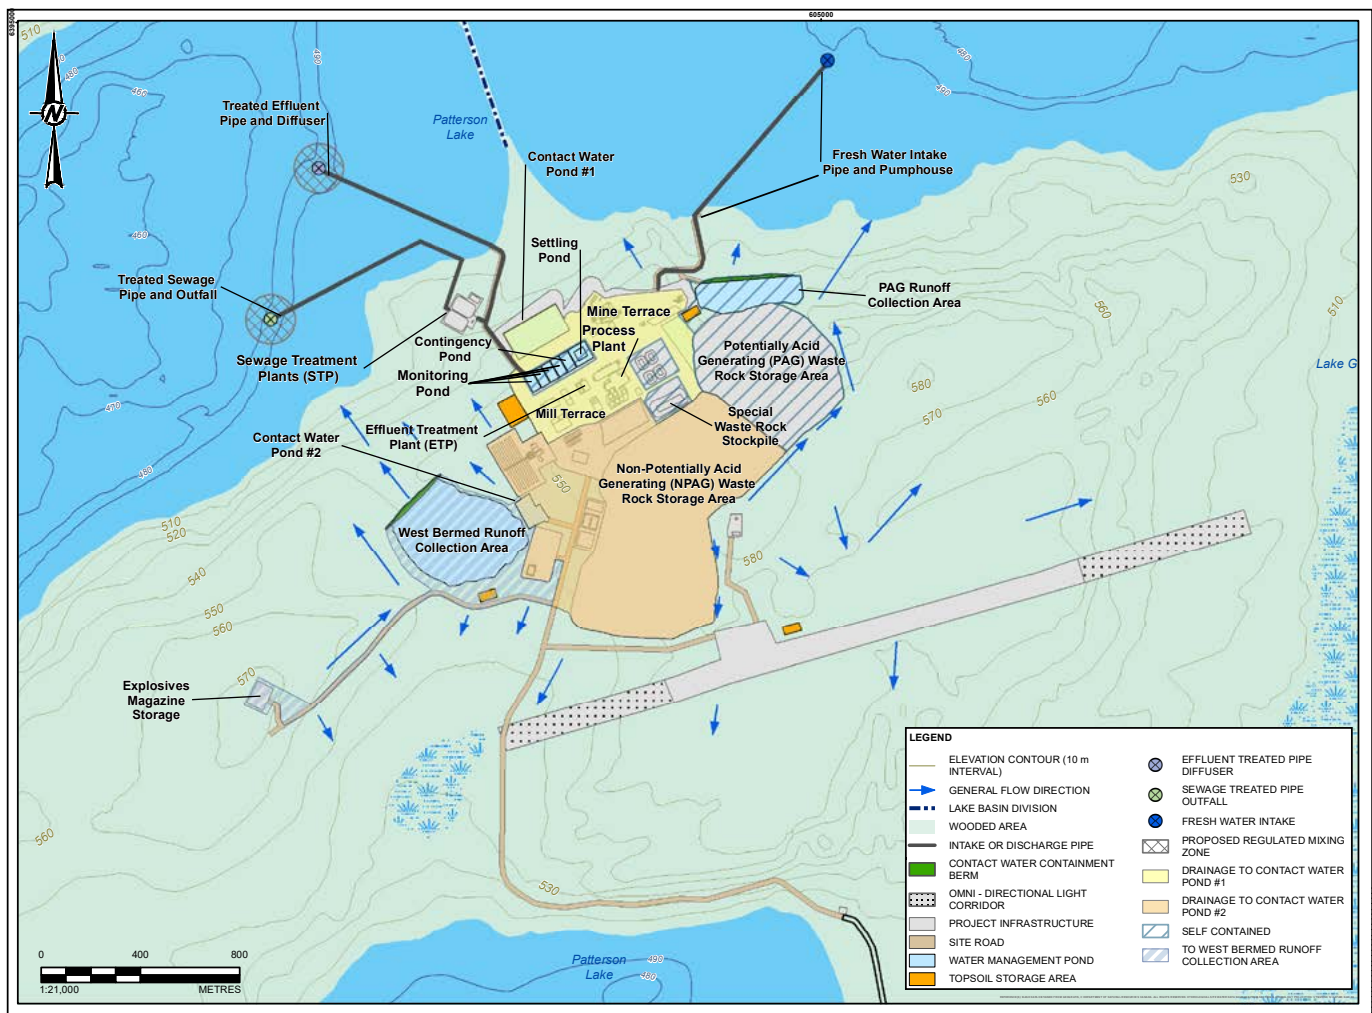 605000
6395000
510
490
480
480
460
490
N
Treated Effluent
Pipe and Diffuser
Patterson
Lake
Contact Water
Pond #1
Fresh Water Intake
Pipe and Pumphouse
530
460
Settling
Pond
Treated Sewage
Pipe and Outfall
PAG Runoff
Collection Area
560
510
Mine Terrace
Process
Plant
Contingency
Pond
Potentially Acid
Generating (PAG) Waste
Rock Storage Area
Sewage Treatment
Plants (STP)
Monitoring
Pond
Lake G
580
470
560
570
Mill Terrace
Special
Waste Rock
Stockpile
Effluent Treatment
Plant (ETP)
Contact Water
Pond #2
480
Non-Potentially Acid
Generating (NPAG) Waste
Rock Storage Area
550
510
520
West Bermed Runoff
Collection Area
580
540
550
560
570
Explosives
Magazine
Storage
560
530
Patterson
Lake
490
480
0 400 800
1:21,000 METRES
LEGEND
ELEVATION CONTOUR (10 m
INTERVAL)
GENERAL FLOW DIRECTION
LAKE BASIN DIVISION
WOODED AREA
INTAKE OR DISCHARGE PIPE
CONTACT WATER CONTAINMENT
BERM
OMNI - DIRECTIONAL LIGHT
CORRIDOR
PROJECT INFRASTRUCTURE
SITE ROAD
WATER MANAGEMENT POND
TOPSOIL STORAGE AREA
EFFLUENT TREATED PIPE
DIFFUSER
SEWAGE TREATED PIPE
OUTFALL
FRESH WATER INTAKE
PROPOSED REGULATED MIXING
ZONE
DRAINAGE TO CONTACT WATER
POND #1
DRAINAGE TO CONTACT WATER
POND #2
SELF CONTAINED
TO WEST BERMED RUNOFF
COLLECTION AREA